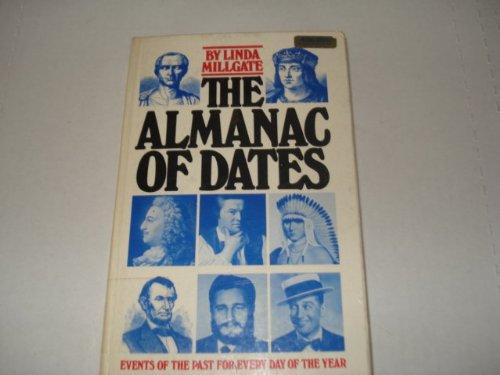 BY LINDA
MILLGATE
THE
ALMANAC
OF DATES
EVENTS OF THE PAST FOR EVERY DAY OF THE YEAR